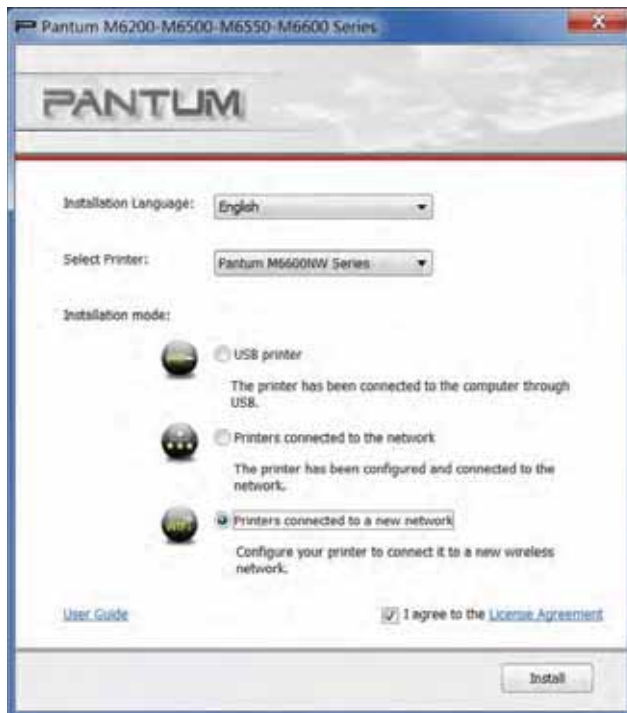 Pantum M6200-M6500-M6550-M6600 Series
PANTUM
Installation Language:
English
Select Printer:
Pantum M6600NW Series
Installation mode:
USB printer
The printer has been connected to the computer through
USB.
Printers connected to the network
The printer has been configured and connected to the
network.
WiFi
Printers connected to a new network
Configure your printer to connect it to a new wireless
network.
User Guide
I agree to the License Agreement
Install